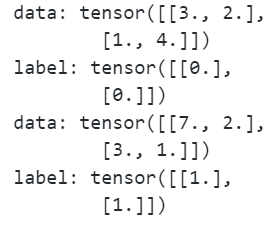 data: tensor([[3., 2.],
        [1., 4.]])
label: tensor([[0.],
        [0.]])
data: tensor([[7., 2.],
        [3., 1.]])
label: tensor([[1.],
        [1.]])